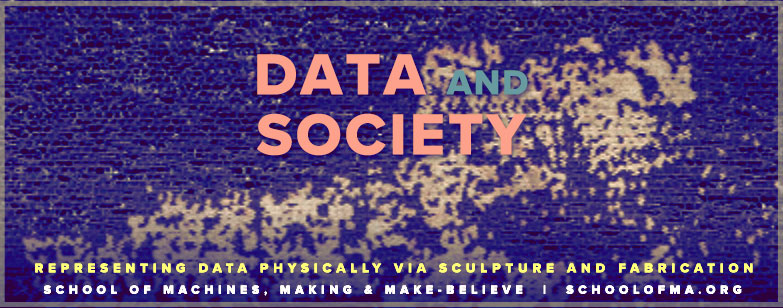 DATA AND
SOCIETY
REPRESENTING DATA PHYSICALLY VIA SCULPTURE AND FABRICATION
SCHOOL OF MACHINES, MAKING & MAKE-BELIEVE | SCHOOLOFMA.ORG